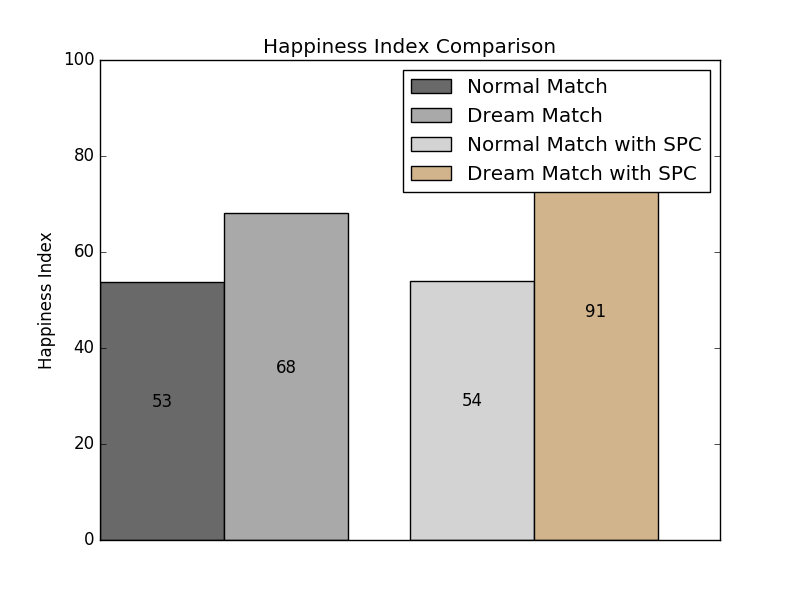 Happiness Index Comparison
Happiness Index
100
80
60
40
20
0
Normal Match
Dream Match
Normal Match with SPC
Dream Match with SPC
53
68
54
91